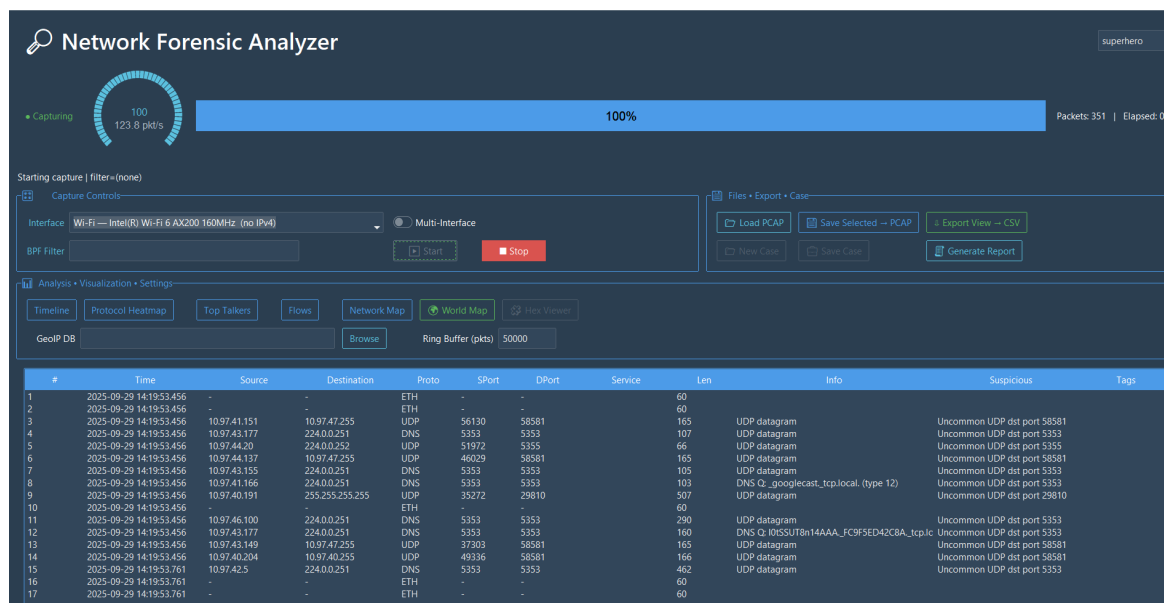 Network Forensic Analyzer
superhero
• Capturing
100
123.8 pkt/s
100%
Packets: 351 | Elapsed: 0
Starting capture | filter=(none)
Capture Controls
Files • Export • Case
Interface Wi-Fi — Intel(R) Wi-Fi 6 AX200 160MHz (no IPv4) Multi-Interface
Load PCAP Save Selected → PCAP ⇩ Export View → CSV
BPF Filter Start Stop
New Case Save Case Generate Report
Analysis • Visualization • Settings
Timeline Protocol Heatmap Top Talkers Flows Network Map World Map Hex Viewer
GeoIP DB Browse Ring Buffer (pkts) 50000
# Time Source Destination Proto SPort DPort Service Len Info Suspicious Tags
1 2025-09-29 14:19:53.456 - - ETH - - 60
2 2025-09-29 14:19:53.456 - - ETH - - 60
3 2025-09-29 14:19:53.456 10.97.41.151 10.97.47.255 UDP 56130 58581 165 UDP datagram Uncommon UDP dst port 58581
4 2025-09-29 14:19:53.456 10.97.43.177 224.0.0.251 DNS 5353 5353 107 UDP datagram Uncommon UDP dst port 5353
5 2025-09-29 14:19:53.456 10.97.44.20 224.0.0.252 UDP 51972 5355 66 UDP datagram Uncommon UDP dst port 5355
6 2025-09-29 14:19:53.456 10.97.44.137 10.97.47.255 UDP 46029 58581 165 UDP datagram Uncommon UDP dst port 58581
7 2025-09-29 14:19:53.456 10.97.43.155 224.0.0.251 DNS 5353 5353 105 UDP datagram Uncommon UDP dst port 5353
8 2025-09-29 14:19:53.456 10.97.41.166 224.0.0.251 DNS 5353 5353 103 DNS Q: _googlecast._tcp.local. (type 12) Uncommon UDP dst port 5353
9 2025-09-29 14:19:53.456 10.97.40.191 255.255.255.255 UDP 35272 29810 507 UDP datagram Uncommon UDP dst port 29810
10 2025-09-29 14:19:53.456 - - ETH - - 60
11 2025-09-29 14:19:53.456 10.97.46.100 224.0.0.251 DNS 5353 5353 290 UDP datagram Uncommon UDP dst port 5353
12 2025-09-29 14:19:53.456 10.97.43.177 224.0.0.251 DNS 5353 5353 160 DNS Q: Uncommon UDP dst port 5353
13 2025-09-29 14:19:53.456 10.97.43.149 10.97.47.255 UDP 37303 58581 165 UDP datagram Uncommon UDP dst port 58581
14 2025-09-29 14:19:53.456 10.97.40.204 10.97.40.255 UDP 49336 58581 166 UDP datagram Uncommon UDP dst port 58581
15 2025-09-29 14:19:53.761 10.97.42.5 224.0.0.251 DNS 5353 5353 462 UDP datagram Uncommon UDP dst port 5353
16 2025-09-29 14:19:53.761 - - ETH - - 60
17 2025-09-29 14:19:53.761 - - ETH - - 60